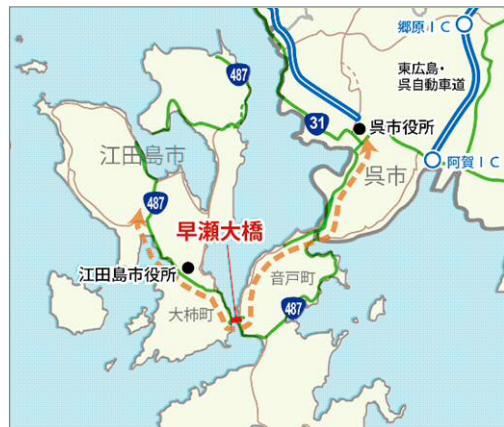 郷原IC
487
東広島・
呉自動車道
31
呉市役所
江田島市
阿賀IC
呉市
487
早瀬大橋
江田島市役所
音戸町
大柿町
487